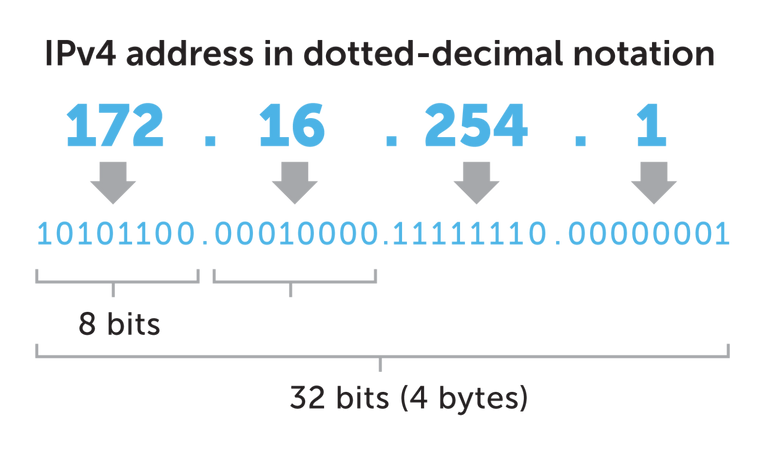 IPv4 address in dotted-decimal notation
172 . 16 . 254 . 1
10101100.00010000.11111110.00000001
8 bits
32 bits (4 bytes)